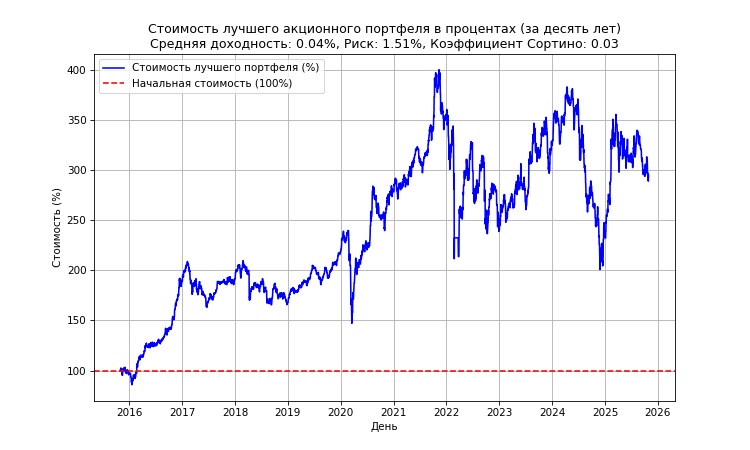 Стоимость лучшего акционного портфеля в процентах (за десять лет)
Средняя доходность: 0.04%, Риск: 1.51%, Коэффициент Сортино: 0.03
Стоимость лучшего портфеля (%)
Начальная стоимость (100%)
Стоимость (%)
400
350
300
250
200
150
100
2016 2017 2018 2019 2020 2021 2022 2023 2024 2025 2026
День